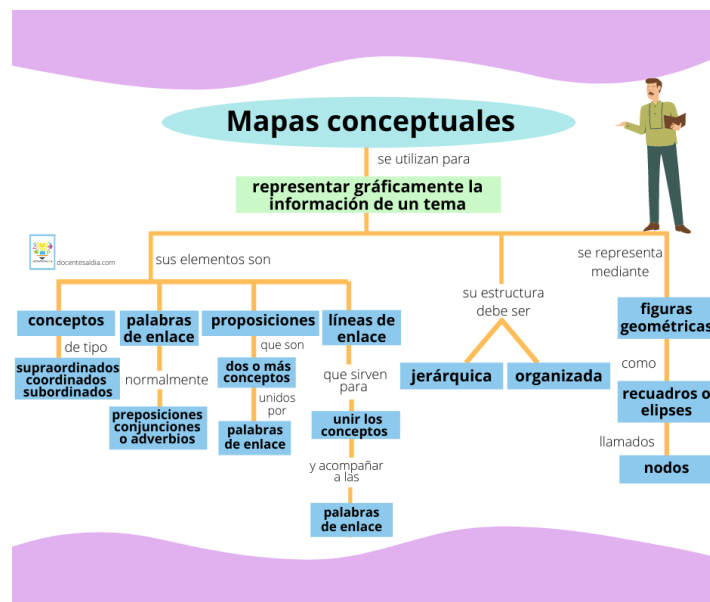 Mapas conceptuales
se utilizan para
representar gráficamente la
información de un tema
docentesaldia.com
sus elementos son
conceptos
de tipo
supraordinados
coordinados
subordinados
palabras
de enlace
normalmente
preposiciones
conjunciones
o adverbios
proposiciones
que son
dos o más
conceptos
unidos
por
palabras
de enlace
líneas de
enlace
que sirven
para
unir los
conceptos
y acompañar
a las
palabras
de enlace
su estructura
debe ser
jerárquica
organizada
se representa
mediante
figuras
geométricas
como
recuadros o
elipses
llamados
nodos